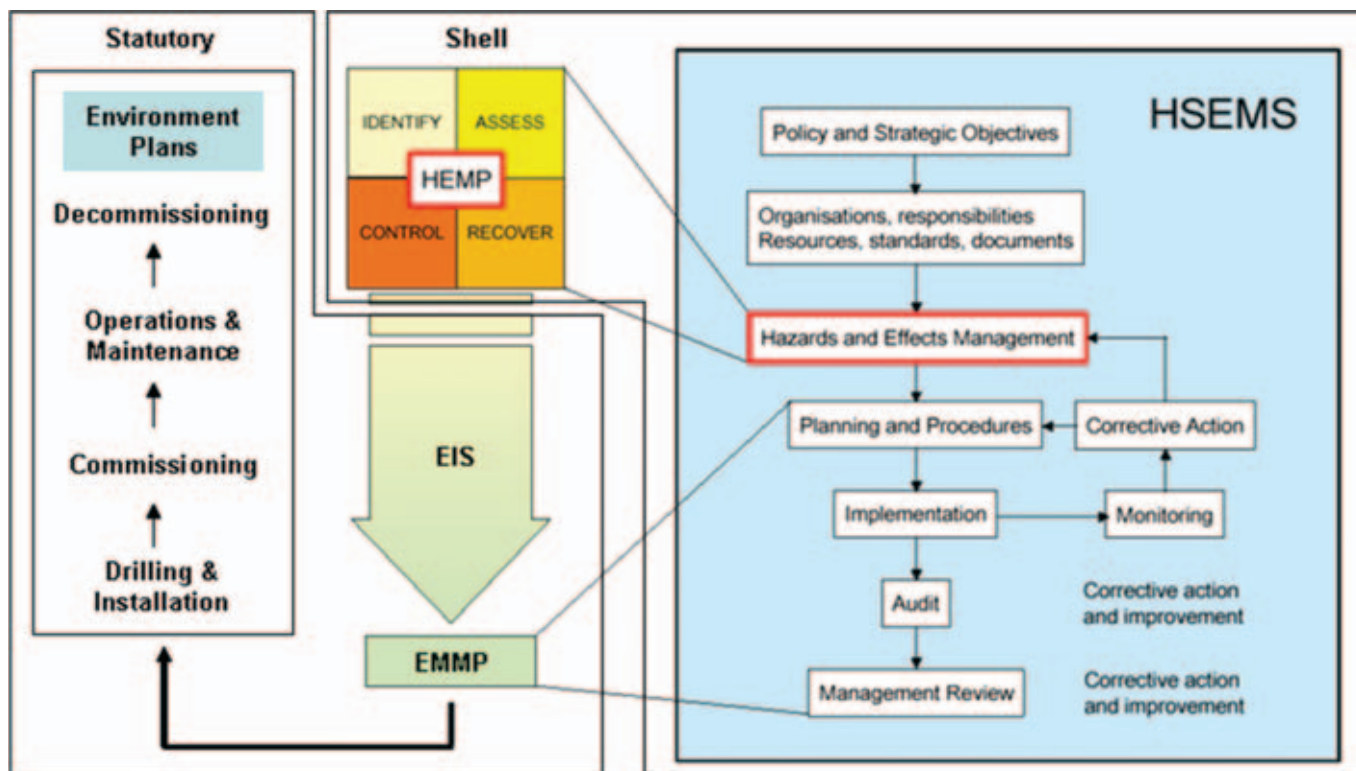 Statutory
Environment
Plans
Decommissioning
Operations &
Maintenance
Commissioning
Drilling &
Installation
Shell
IDENTIFY
ASSESS
HEMP
CONTROL
RECOVER
EIS
EMMP
HSEMS
Policy and Strategic Objectives
Organisations, responsibilities
Resources, standards, documents
Hazards and Effects Management
Planning and Procedures
Corrective Action
Implementation
Monitoring
Audit
Corrective action
and improvement
Management Review
Corrective action
and improvement